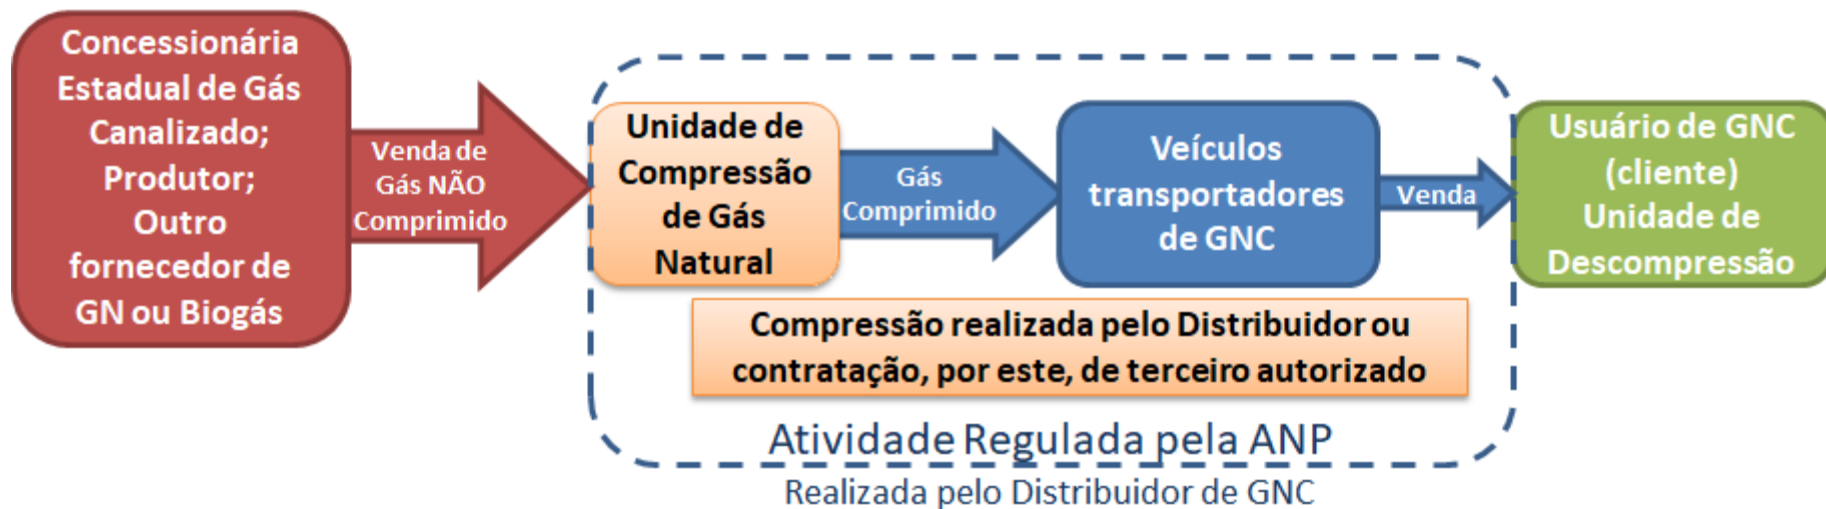 Concessionária
Estadual de Gás
Canalizado;
Produtor;
Outro
fornecedor de
GN ou Biogás
Venda de
Gás NÃO
Comprimido
Unidade de
Compressão
de Gás
Natural
Gás
Comprimido
Veículos
transportadores
de GNC
Venda
Usuário de GNC
(cliente)
Unidade de
Descompressão
Compressão realizada pelo Distribuidor ou
contratação, por este, de terceiro autorizado
Atividade Regulada pela ANP
Realizada pelo Distribuidor de GNC